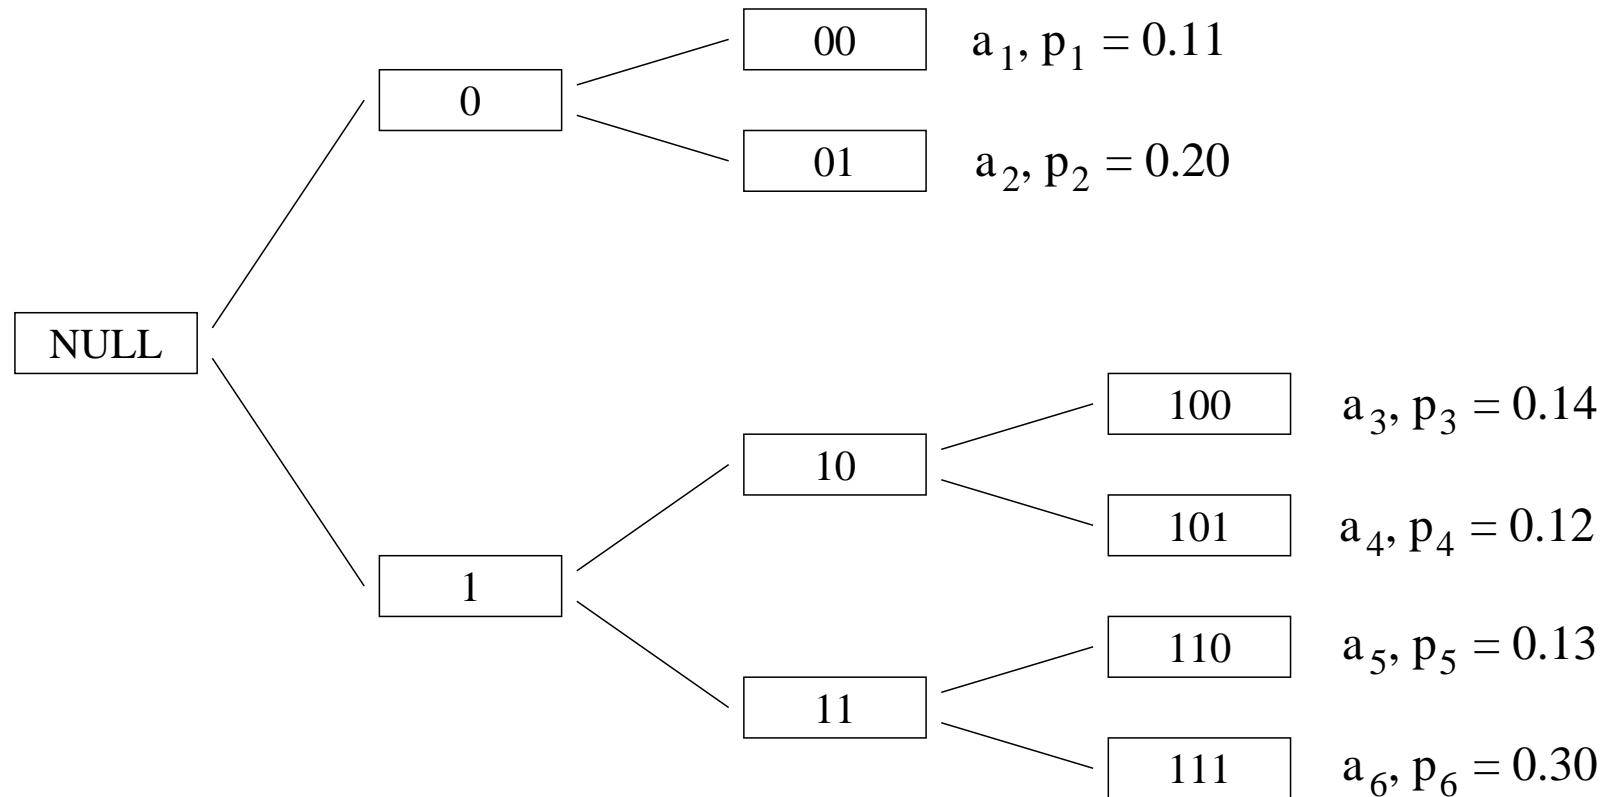 00 a1, p1 = 0.11
0
01 a2, p2 = 0.20
NULL
100 a3, p3 = 0.14
10
101 a4, p4 = 0.12
1
110 a5, p5 = 0.13
11
111 a6, p6 = 0.30